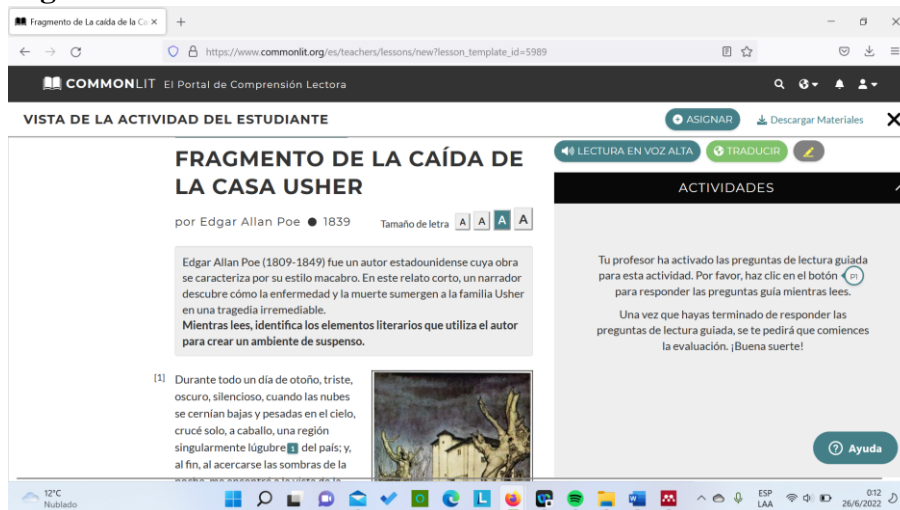 Fragmento de La caída de la Ca
https://www.commonlit.org/es/teachers/lessons/new?lesson_template_id=5989
COMMONLIT El Portal de Comprensión Lectora
VISTA DE LA ACTIVIDAD DEL ESTUDIANTE
ASIGNAR
Descargar Materiales
FRAGMENTO DE LA CAÍDA DE
LA CASA USHER
por Edgar Allan Poe ● 1839
Tamaño de letra A A A A
Edgar Allan Poe (1809-1849) fue un autor estadounidense cuya obra
se caracteriza por su estilo macabro. En este relato corto, un narrador
descubre cómo la enfermedad y la muerte sumergen a la familia Usher
en una tragedia irremediable.
Mientras lees, identifica los elementos literarios que utiliza el autor
para crear un ambiente de suspenso.
[1] Durante todo un día de otoño, triste,
oscuro, silencioso, cuando las nubes
se cernían bajas y pesadas en el cielo,
crucé solo, a caballo, una región
singularmente lúgubre 1 del país; y,
al fin, al acercarse las sombras de la
LECTURA EN VOZ ALTA
TRADUCIR
ACTIVIDADES
Tu profesor ha activado las preguntas de lectura guiada
para esta actividad. Por favor, haz clic en el botón P1
para responder las preguntas guía mientras lees.
Una vez que hayas terminado de responder las
preguntas de lectura guiada, se te pedirá que comiences
la evaluación. ¡Buena suerte!
Ayuda
12°C
Nublado
ESP
LAA
0:12
26/6/2022